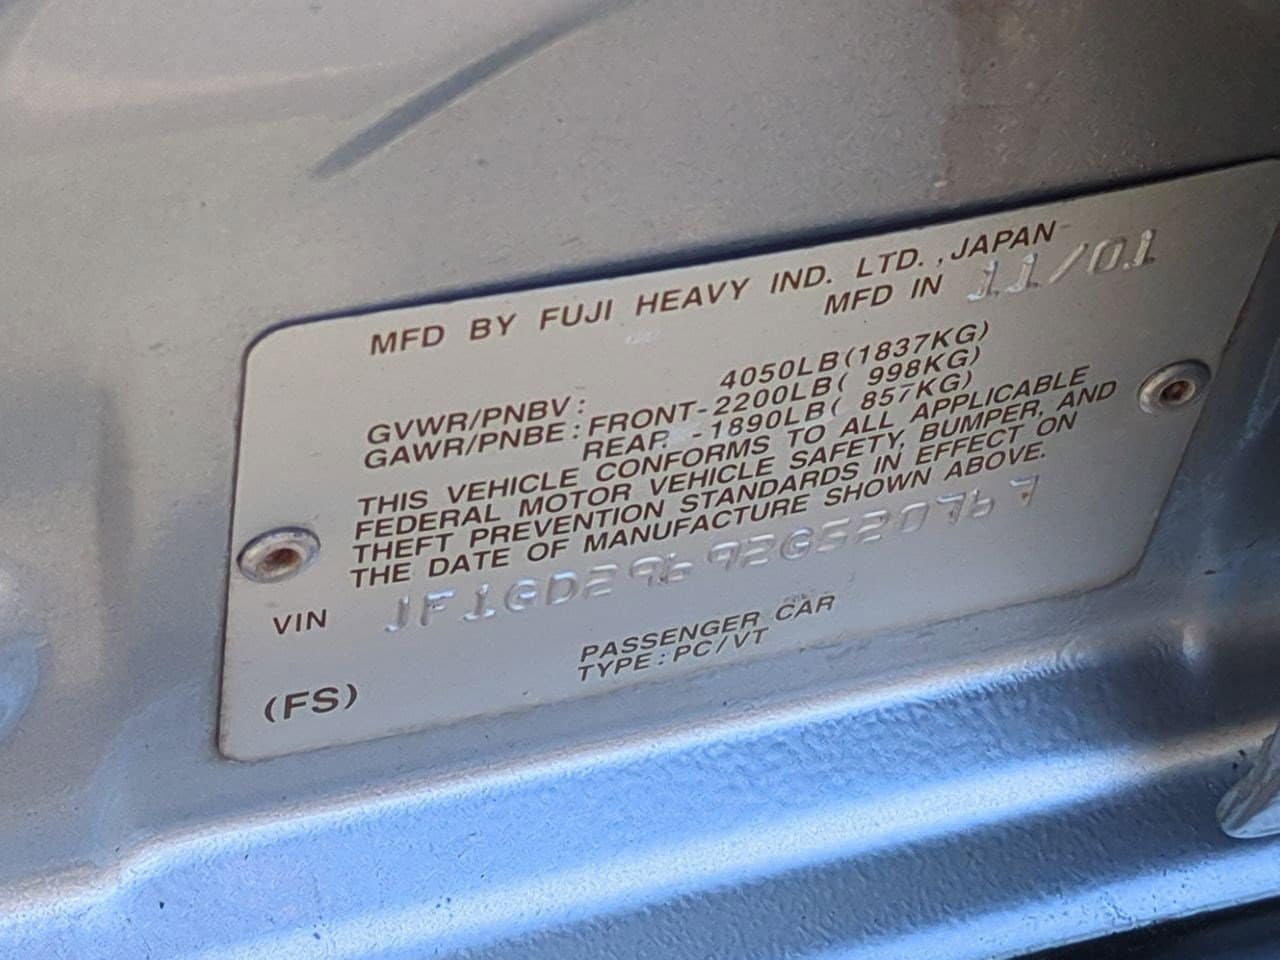 MFD BY FUJI HEAVY IND. LTD., JAPAN
MFD IN 11/01
GVWR/PNBV: 4050LB(1837KG)
GAWR/PNBE: FRONT-2200LB( 998KG)
REAR -1890LB( 857KG)
THIS VEHICLE CONFORMS TO ALL APPLICABLE
FEDERAL MOTOR VEHICLE SAFETY, BUMPER, AND
THEFT PREVENTION STANDARDS IN EFFECT ON
THE DATE OF MANUFACTURE SHOWN ABOVE.
VIN JF1GD29692G520767
PASSENGER CAR
TYPE: PC/VT
(FS)